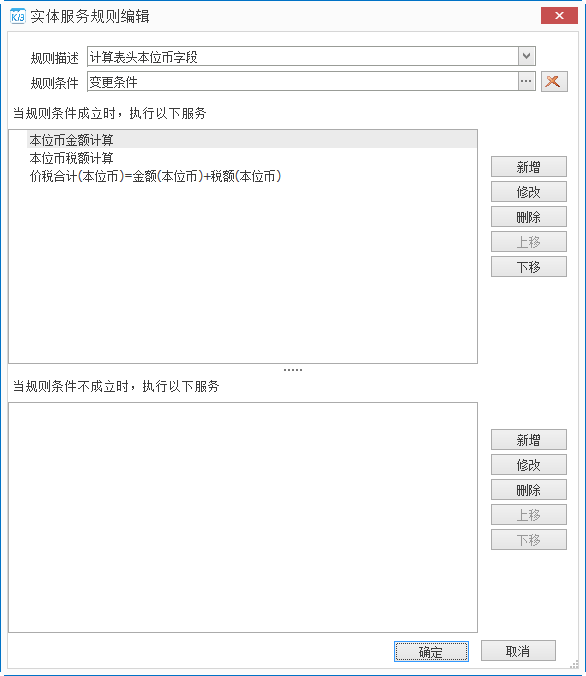 K/3 实体服务规则编辑
规则描述 计算表头本位币字段
规则条件 变更条件 ...
当规则条件成立时，执行以下服务
本位币金额计算
本位币税额计算
价税合计(本位币)=金额(本位币)+税额(本位币)
新增
修改
删除
上移
下移
当规则条件不成立时，执行以下服务
新增
修改
删除
上移
下移
确定 取消